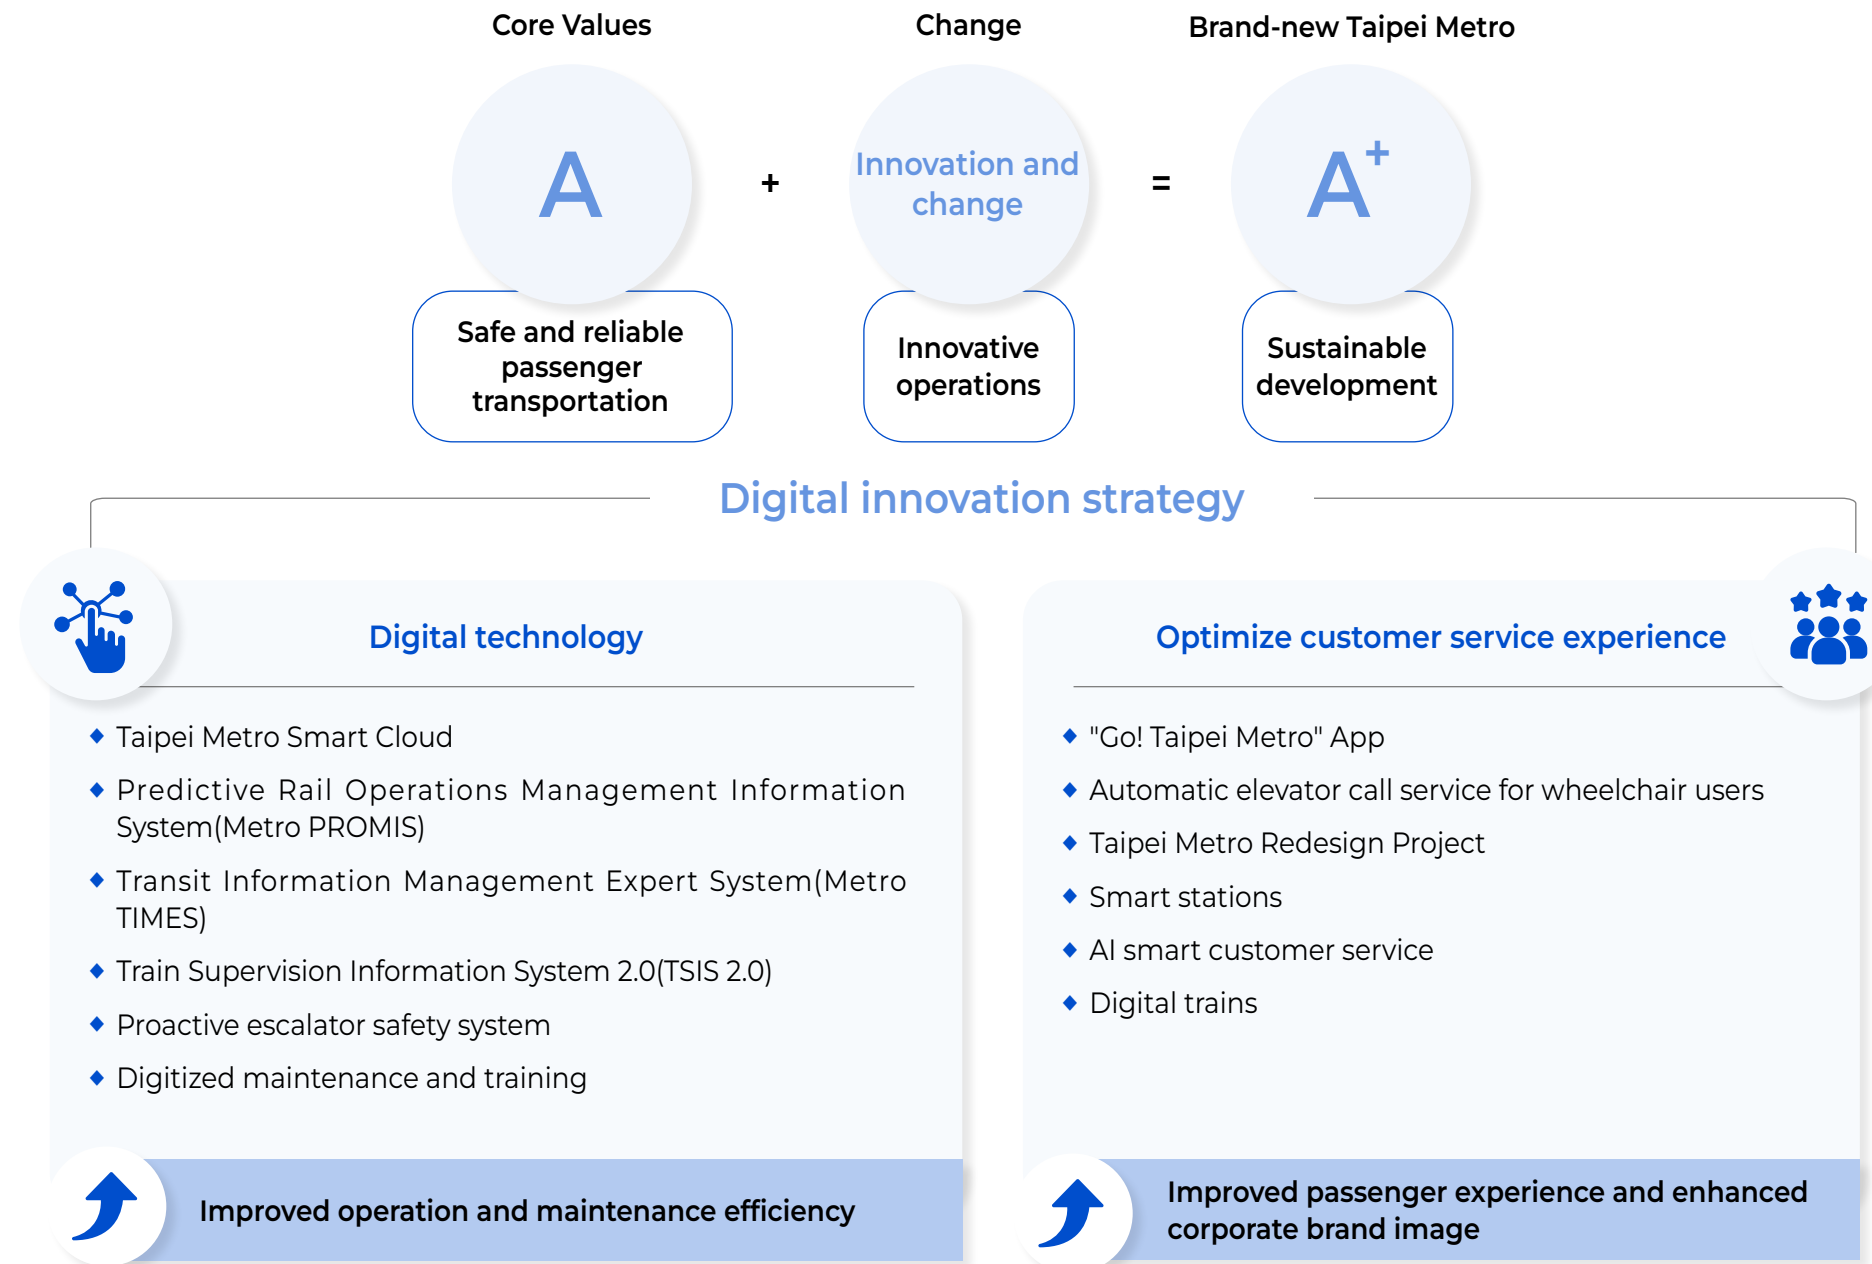 Core Values
Change
Brand-new Taipei Metro
A
+
Innovation and
change
=
A+
Safe and reliable
passenger
transportation
Innovative
operations
Sustainable
development
Digital innovation strategy
Digital technology
Taipei Metro Smart Cloud
Predictive Rail Operations Management Information
System(Metro PROMIS)
Transit Information Management Expert System(Metro
TIMES)
Train Supervision Information System 2.0(TSIS 2.0)
Proactive escalator safety system
Digitized maintenance and training
Improved operation and maintenance efficiency
Optimize customer service experience
"Go! Taipei Metro" App
Automatic elevator call service for wheelchair users
Taipei Metro Redesign Project
Smart stations
AI smart customer service
Digital trains
Improved passenger experience and enhanced
corporate brand image